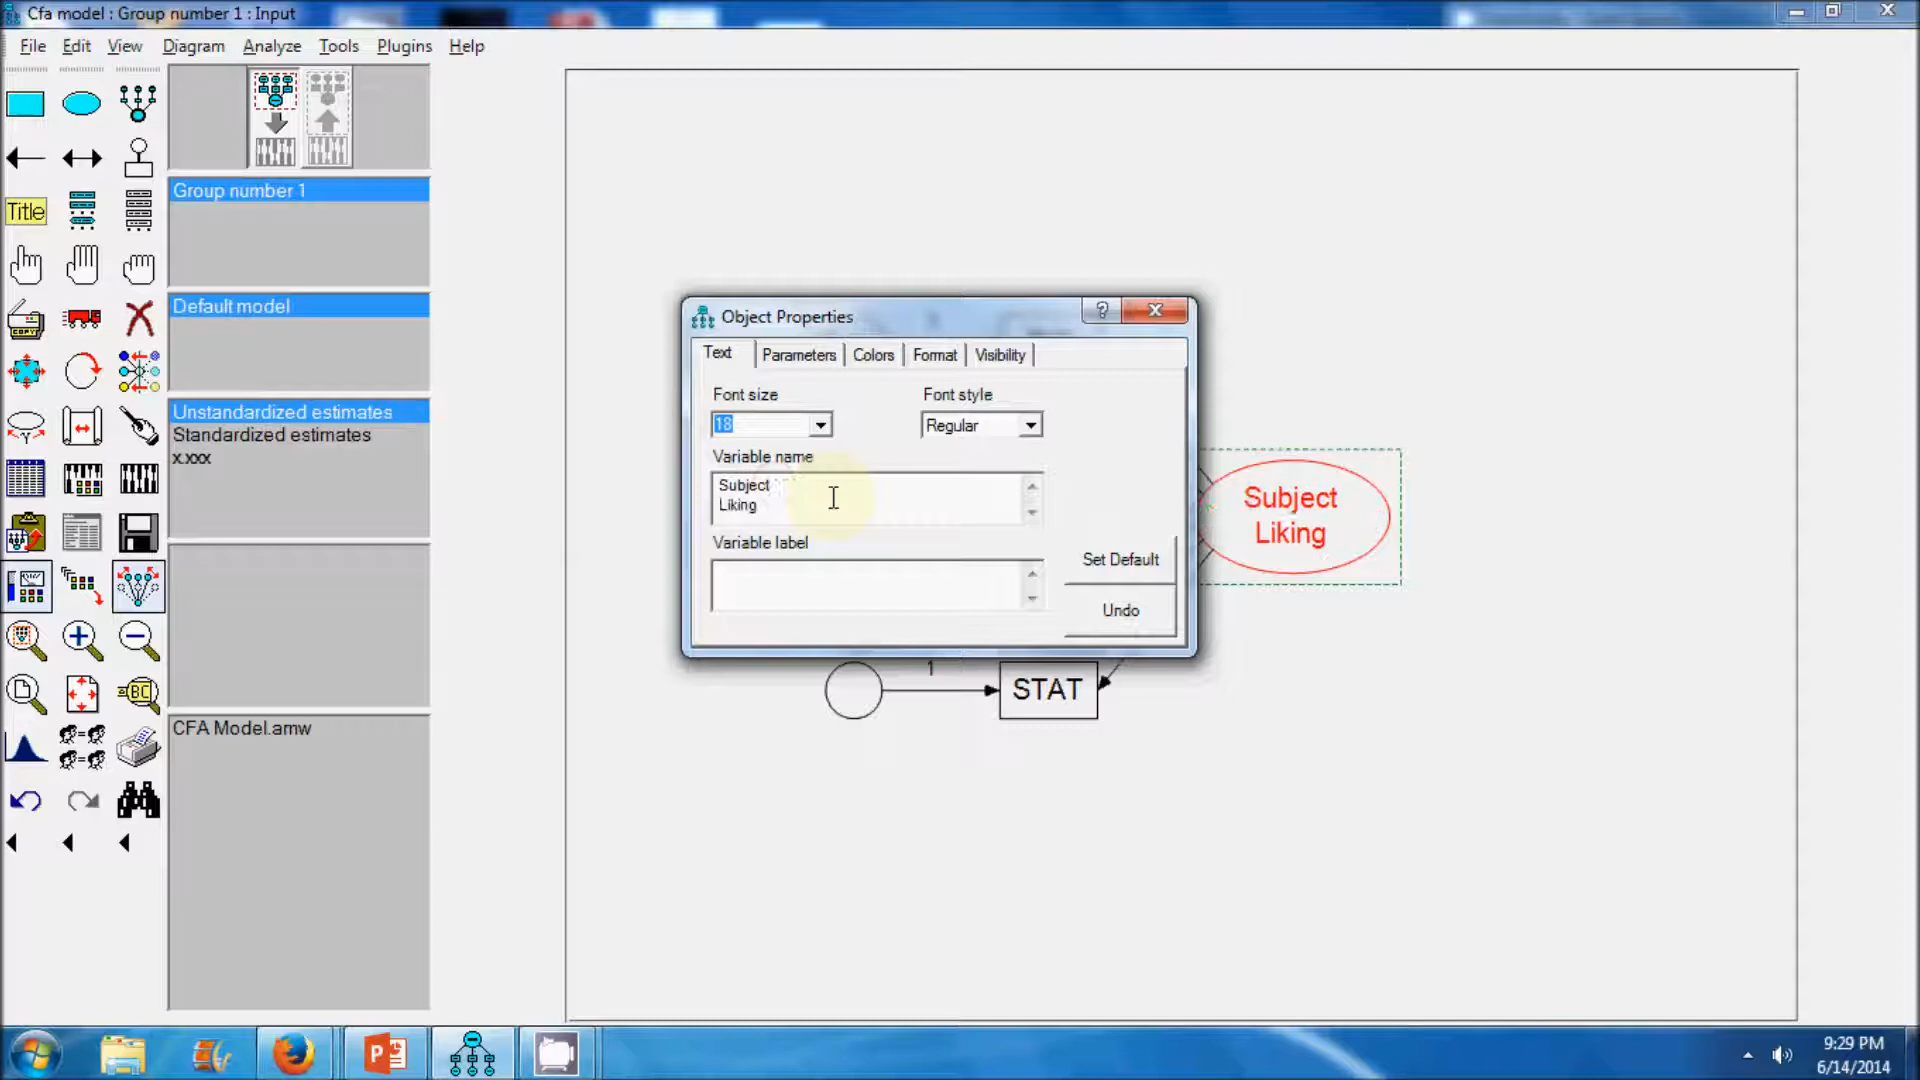 Cfa model : Group number 1 : Input
File Edit View Diagram Analyze Tools Plugins Help
Title
Group number 1
Default model
Unstandardized estimates
Standardized estimates
x.xxx
CFA Model.amw
COPY
BC
Object Properties
?
Text Parameters Colors Format Visibility
Font size Font style
18 Regular
Variable name
Subject
Liking
Variable label
Set Default
Undo
Subject
Liking
1
STAT
9:29 PM
6/14/2014